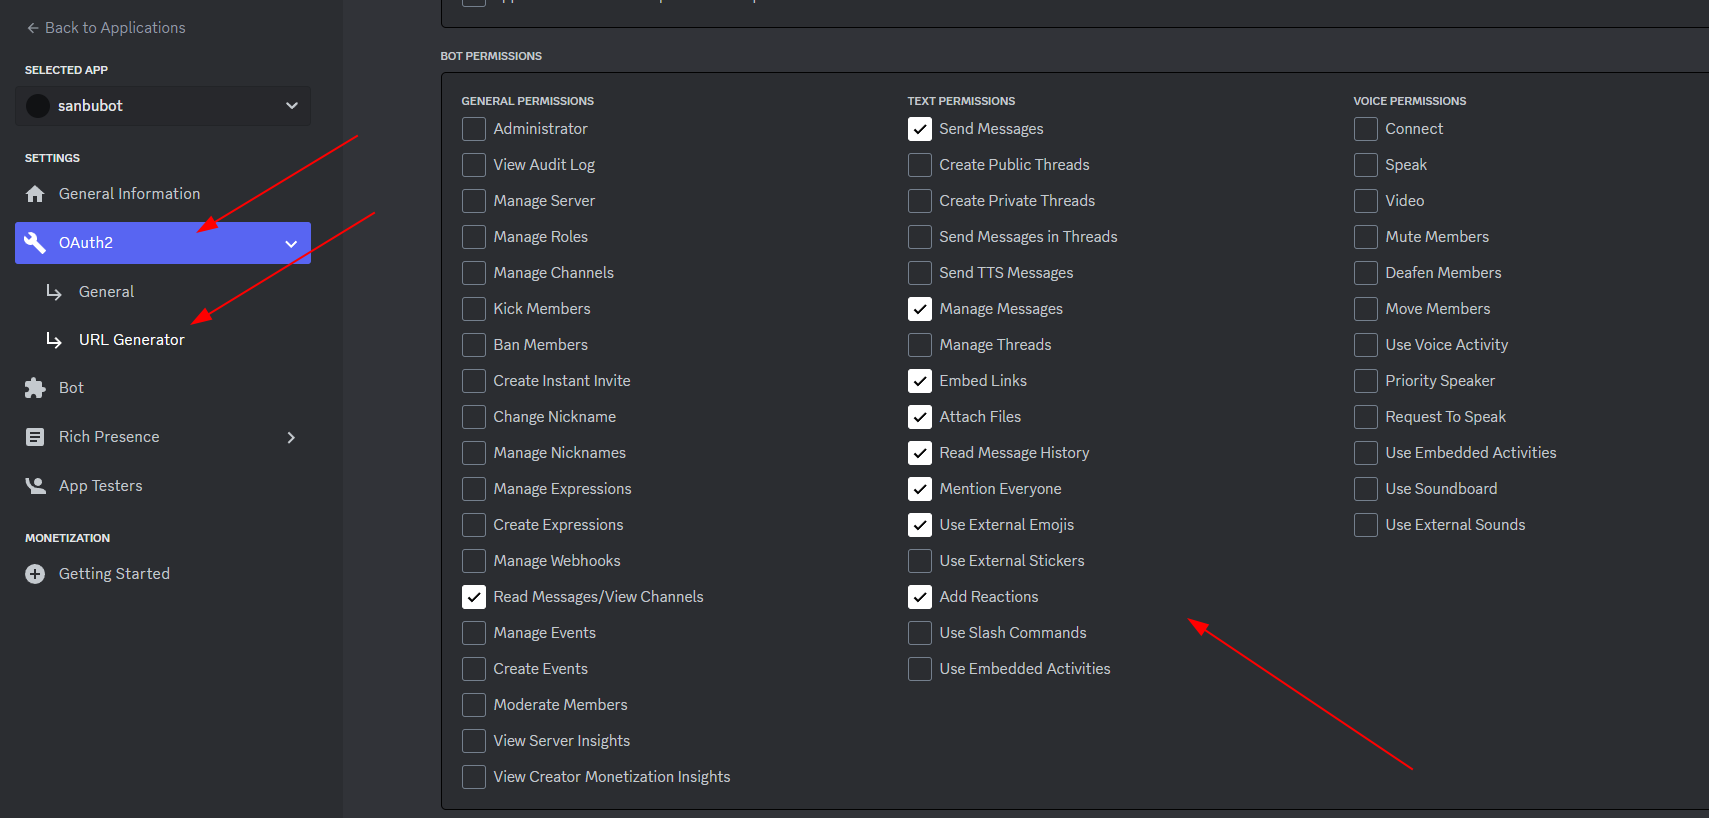 Back to Applications
SELECTED APP
sanbubot
SETTINGS
General Information
OAuth2
General
URL Generator
Bot
Rich Presence
App Testers
MONETIZATION
Getting Started
BOT PERMISSIONS
GENERAL PERMISSIONS
Administrator
View Audit Log
Manage Server
Manage Roles
Manage Channels
Kick Members
Ban Members
Create Instant Invite
Change Nickname
Manage Nicknames
Manage Expressions
Create Expressions
Manage Webhooks
Read Messages/View Channels
Manage Events
Create Events
Moderate Members
View Server Insights
View Creator Monetization Insights
TEXT PERMISSIONS
Send Messages
Create Public Threads
Create Private Threads
Send Messages in Threads
Send TTS Messages
Manage Messages
Manage Threads
Embed Links
Attach Files
Read Message History
Mention Everyone
Use External Emojis
Use External Stickers
Add Reactions
Use Slash Commands
Use Embedded Activities
VOICE PERMISSIONS
Connect
Speak
Video
Mute Members
Deafen Members
Move Members
Use Voice Activity
Priority Speaker
Request To Speak
Use Embedded Activities
Use Soundboard
Use External Sounds